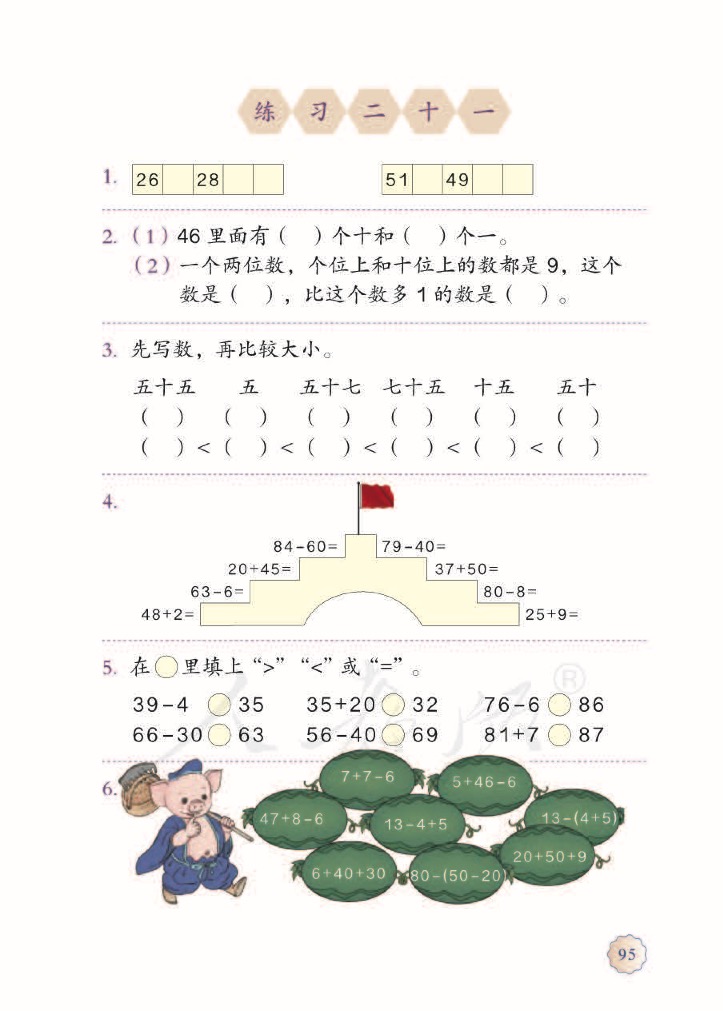 练习二十一
1. 26 28 51 49
2. (1) 46 里面有( )个十和( )个一。
(2) 一个两位数，个位上和十位上的数都是 9，这个
数是( )，比这个数多 1 的数是( )。
3. 先写数，再比较大小。
五十五 五 五十七 七十五 十五 五十
( ) ( ) ( ) ( ) ( ) ( )
( ) < ( ) < ( ) < ( ) < ( ) < ( )
4.
84－60= 79－40=
20+45= 37+50=
63－6= 80－8=
48+2= 25+9=
5. 在○里填上“>”“<”或“=”。
39－4 ○ 35 35+20 ○ 32 76－6 ○ 86
66－30 ○ 63 56－40 ○ 69 81+7 ○ 87
人教网®
6.
7+7－6 5+46－6
47+8－6 13－4+5 13－(4+5)
20+50+9
6+40+30 80－(50－20)
95